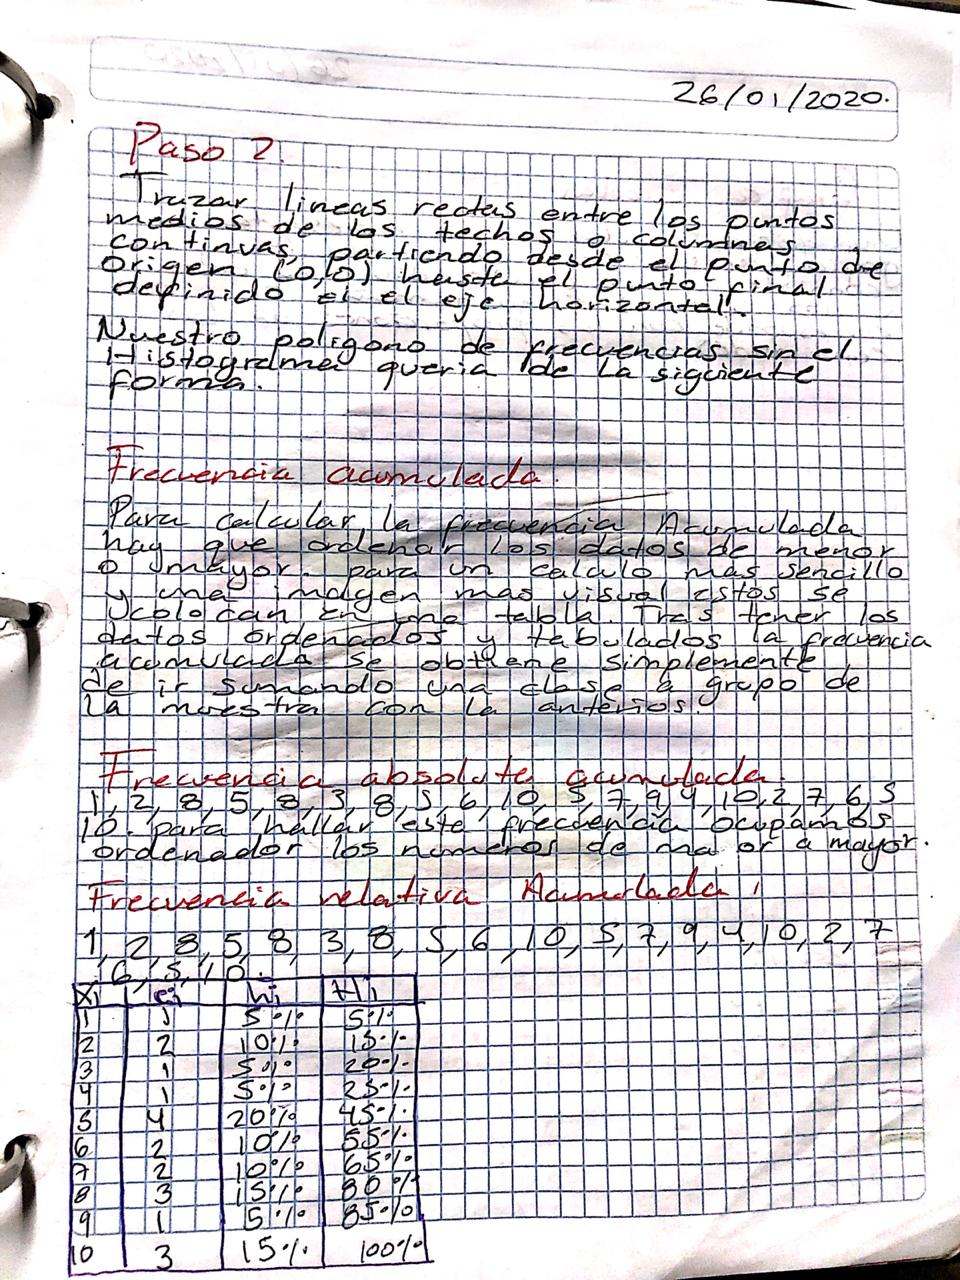 26/01/2020.
Paso 2.
Trazar lineas rectas entre los puntos
medios de los techos o columnas
continuas, partiendo desde el punto de
origen (0,0) hasta el punto final
definido el el eje horizontal.
Nuestro poligono de frecuencias sin el
Histograma queria de la siguiente
forma.
Frecuencia acumulada.
Para calcular la frecuencia Acumulada
hay que ordenar los datos de menor
o mayor. para un calculo mas sencillo
y una imagen mas visual estos se
colocan en una tabla. Tras tener los
datos ordenados y tabulados la frecuencia
acumulada se obtiene simplemente
de ir sumando una clase a grupo de
la muestra con la anterios.
Frecuencia absoluta acumulada.
1, 2, 8, 5, 8, 3, 8, 5, 6, 10, 5, 7, 9, 4, 10, 2, 7, 6, 5
10. para hallar este frecuencia ocupamos
ordenador los numeros de ma or a mayor.
Frecuencia relativa Acumulada
1, 2, 8, 5, 8, 3, 8, 5, 6, 10, 5, 7, 9, 4, 10, 2, 7
, 6, 5, 10.
Xi hi Hi
1 1 5% 5%
2 2 10% 15%
3 1 5% 20%
4 1 5% 25%
5 4 20% 45%
6 2 10% 55%
7 2 10% 65%
8 3 15% 80%
9 1 5% 85%
10 3 15% 100%